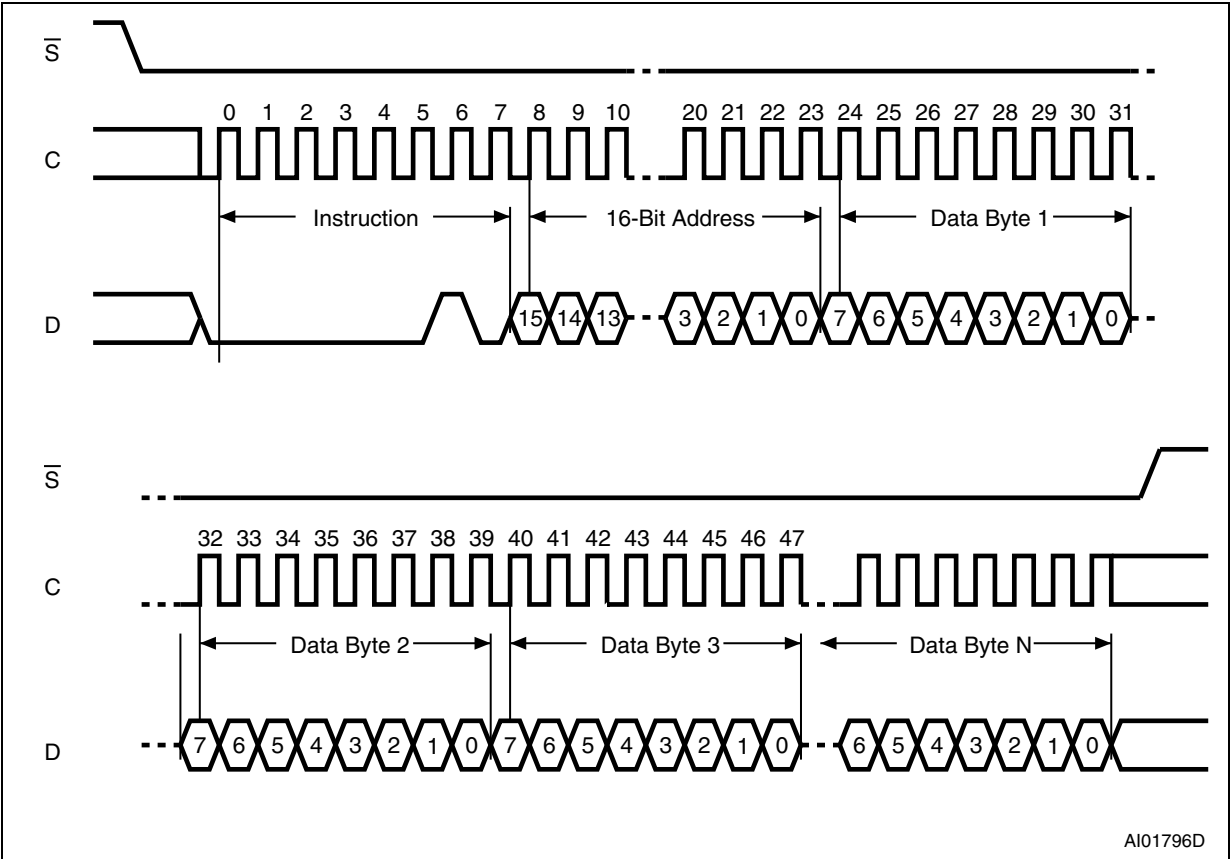 S̅
0 1 2 3 4 5 6 7 8 9 10 20 21 22 23 24 25 26 27 28 29 30 31
C
Instruction 16-Bit Address Data Byte 1
D 15 14 13 3 2 1 0 7 6 5 4 3 2 1 0
S̅
32 33 34 35 36 37 38 39 40 41 42 43 44 45 46 47
C
Data Byte 2 Data Byte 3 Data Byte N
D 7 6 5 4 3 2 1 0 7 6 5 4 3 2 1 0 6 5 4 3 2 1 0
AI01796D